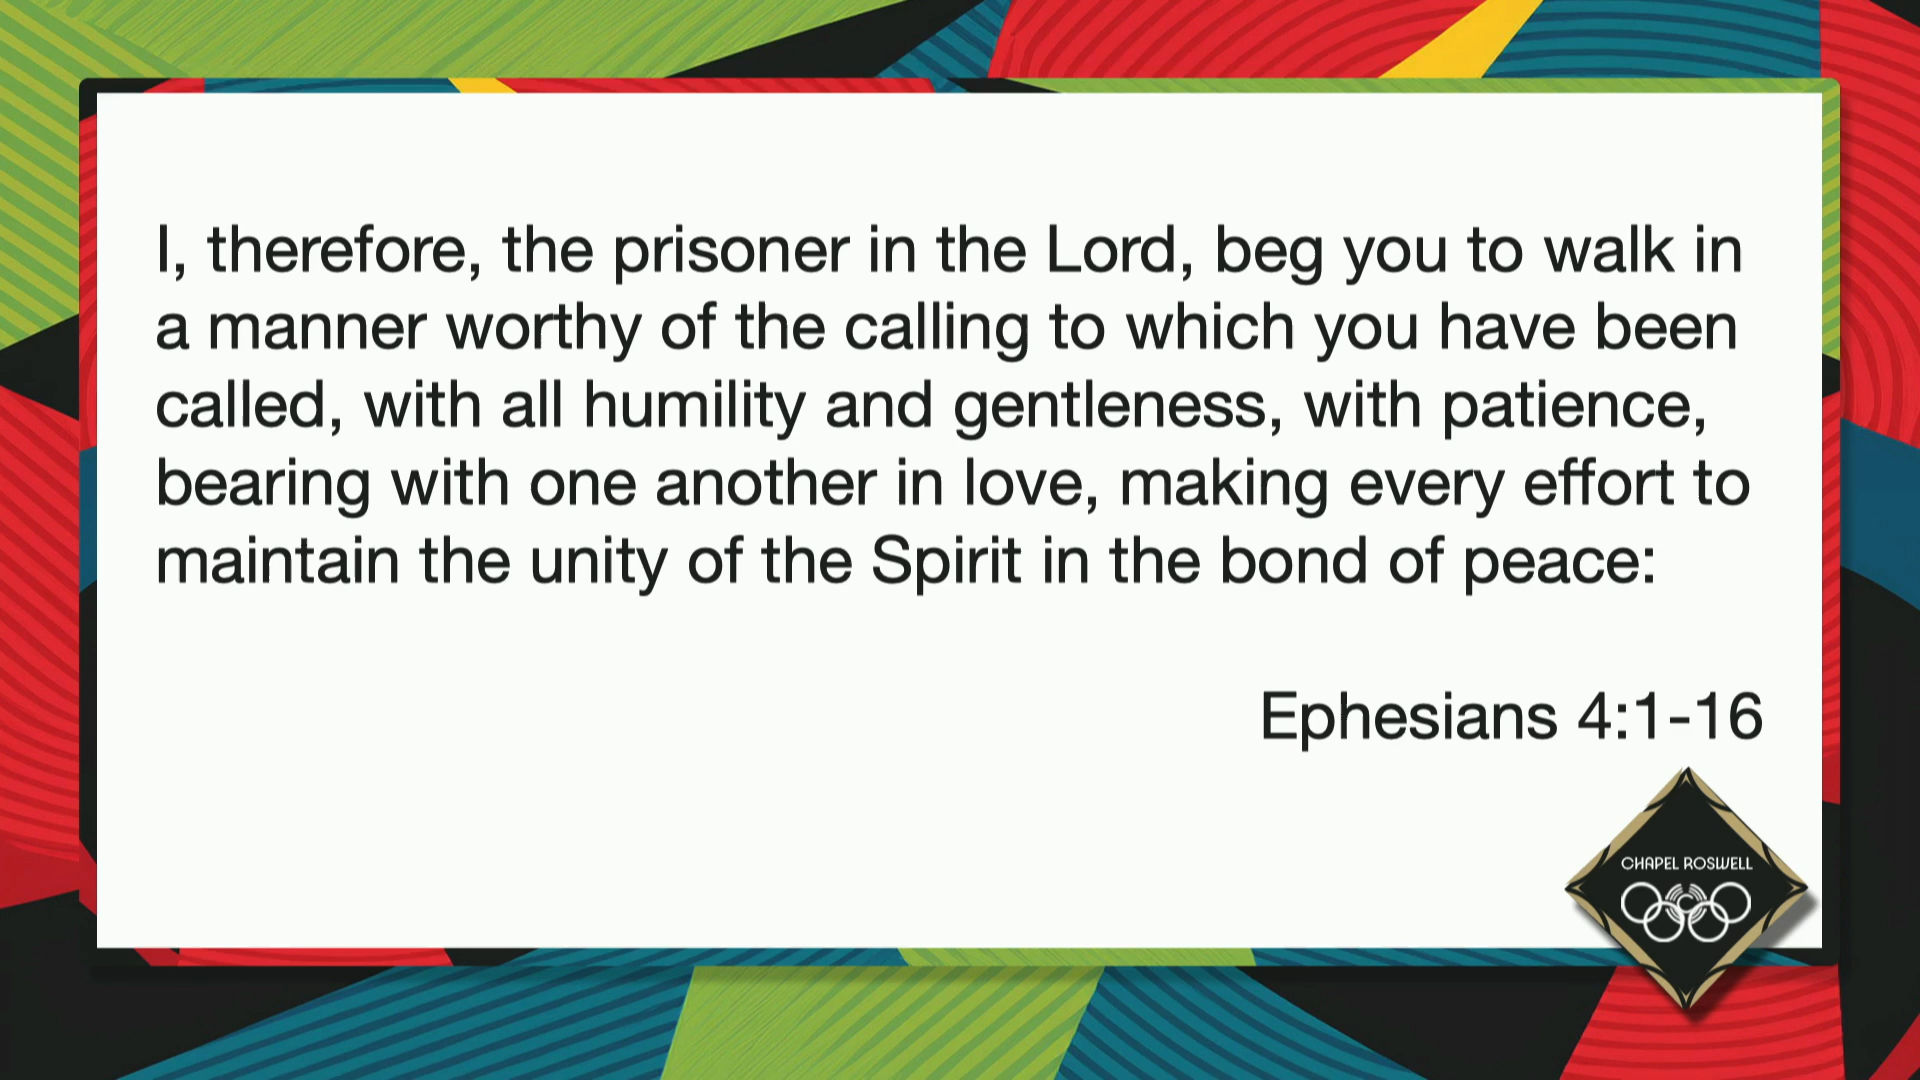 I, therefore, the prisoner in the Lord, beg you to walk in
a manner worthy of the calling to which you have been
called, with all humility and gentleness, with patience,
bearing with one another in love, making every effort to
maintain the unity of the Spirit in the bond of peace:
Ephesians 4:1-16
CHAPEL ROSWELL